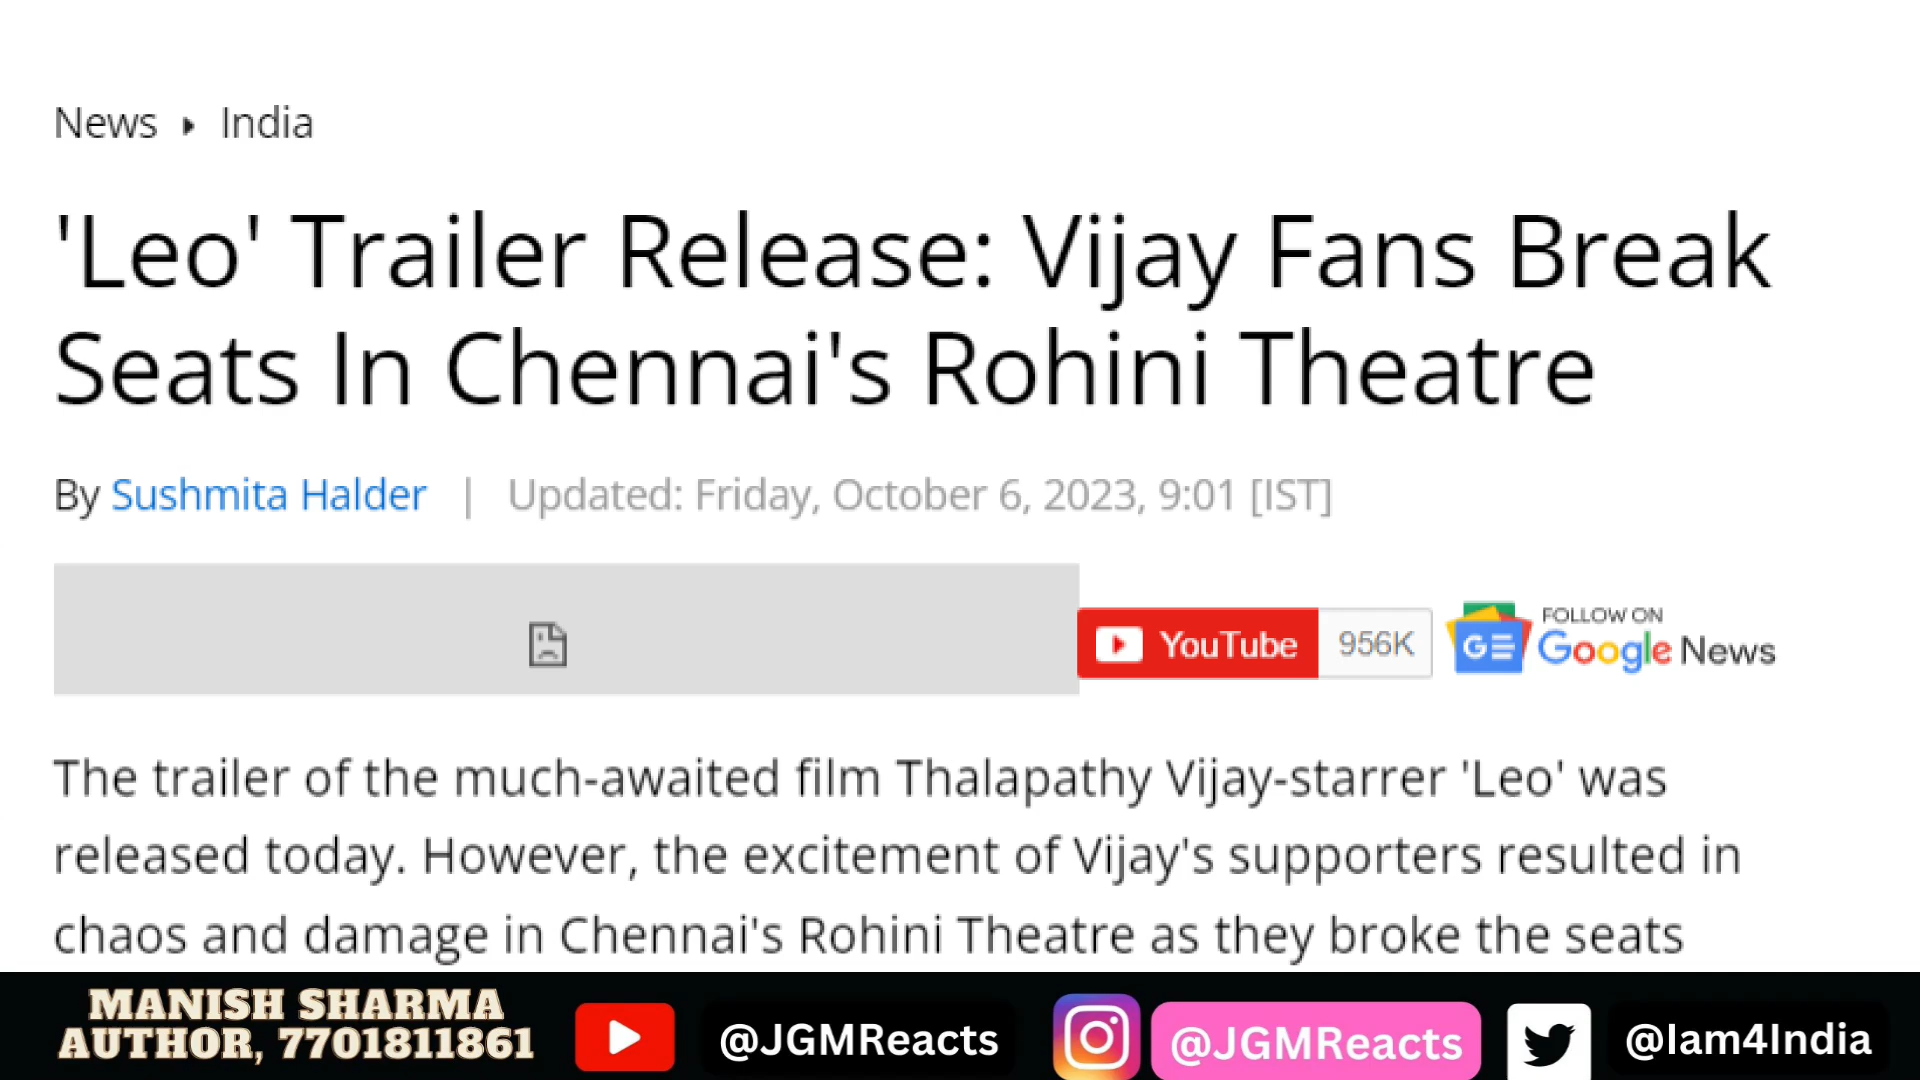 News ▸ India
'Leo' Trailer Release: Vijay Fans Break
Seats In Chennai's Rohini Theatre
By Sushmita Halder | Updated: Friday, October 6, 2023, 9:01 [IST]
YouTube 956K
FOLLOW ON
GE Google News
The trailer of the much-awaited film Thalapathy Vijay-starrer 'Leo' was
released today. However, the excitement of Vijay's supporters resulted in
chaos and damage in Chennai's Rohini Theatre as they broke the seats
MANISH SHARMA
AUTHOR, 7701811861
@JGMReacts
@JGMReacts
@Iam4India